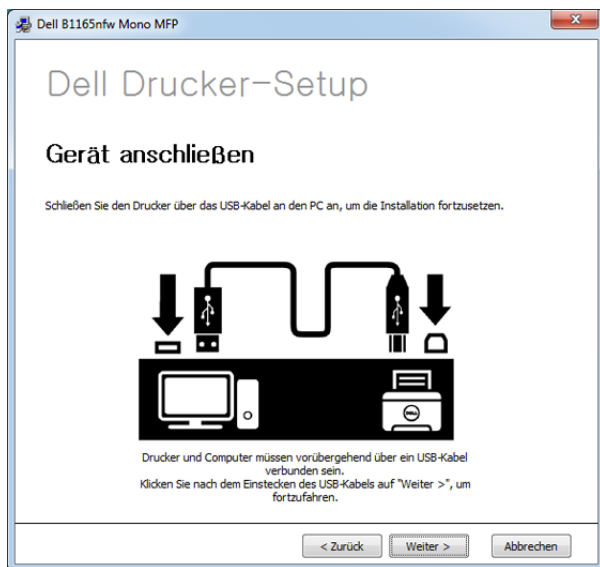 Dell B1165nfw Mono MFP
Dell Drucker-Setup
Gerät anschließen
Schließen Sie den Drucker über das USB-Kabel an den PC an, um die Installation fortzusetzen.
DELL
Drucker und Computer müssen vorübergehend über ein USB-Kabel
verbunden sein.
Klicken Sie nach dem Einstecken des USB-Kabels auf "Weiter >", um
fortzufahren.
< Zurück
Weiter >
Abbrechen